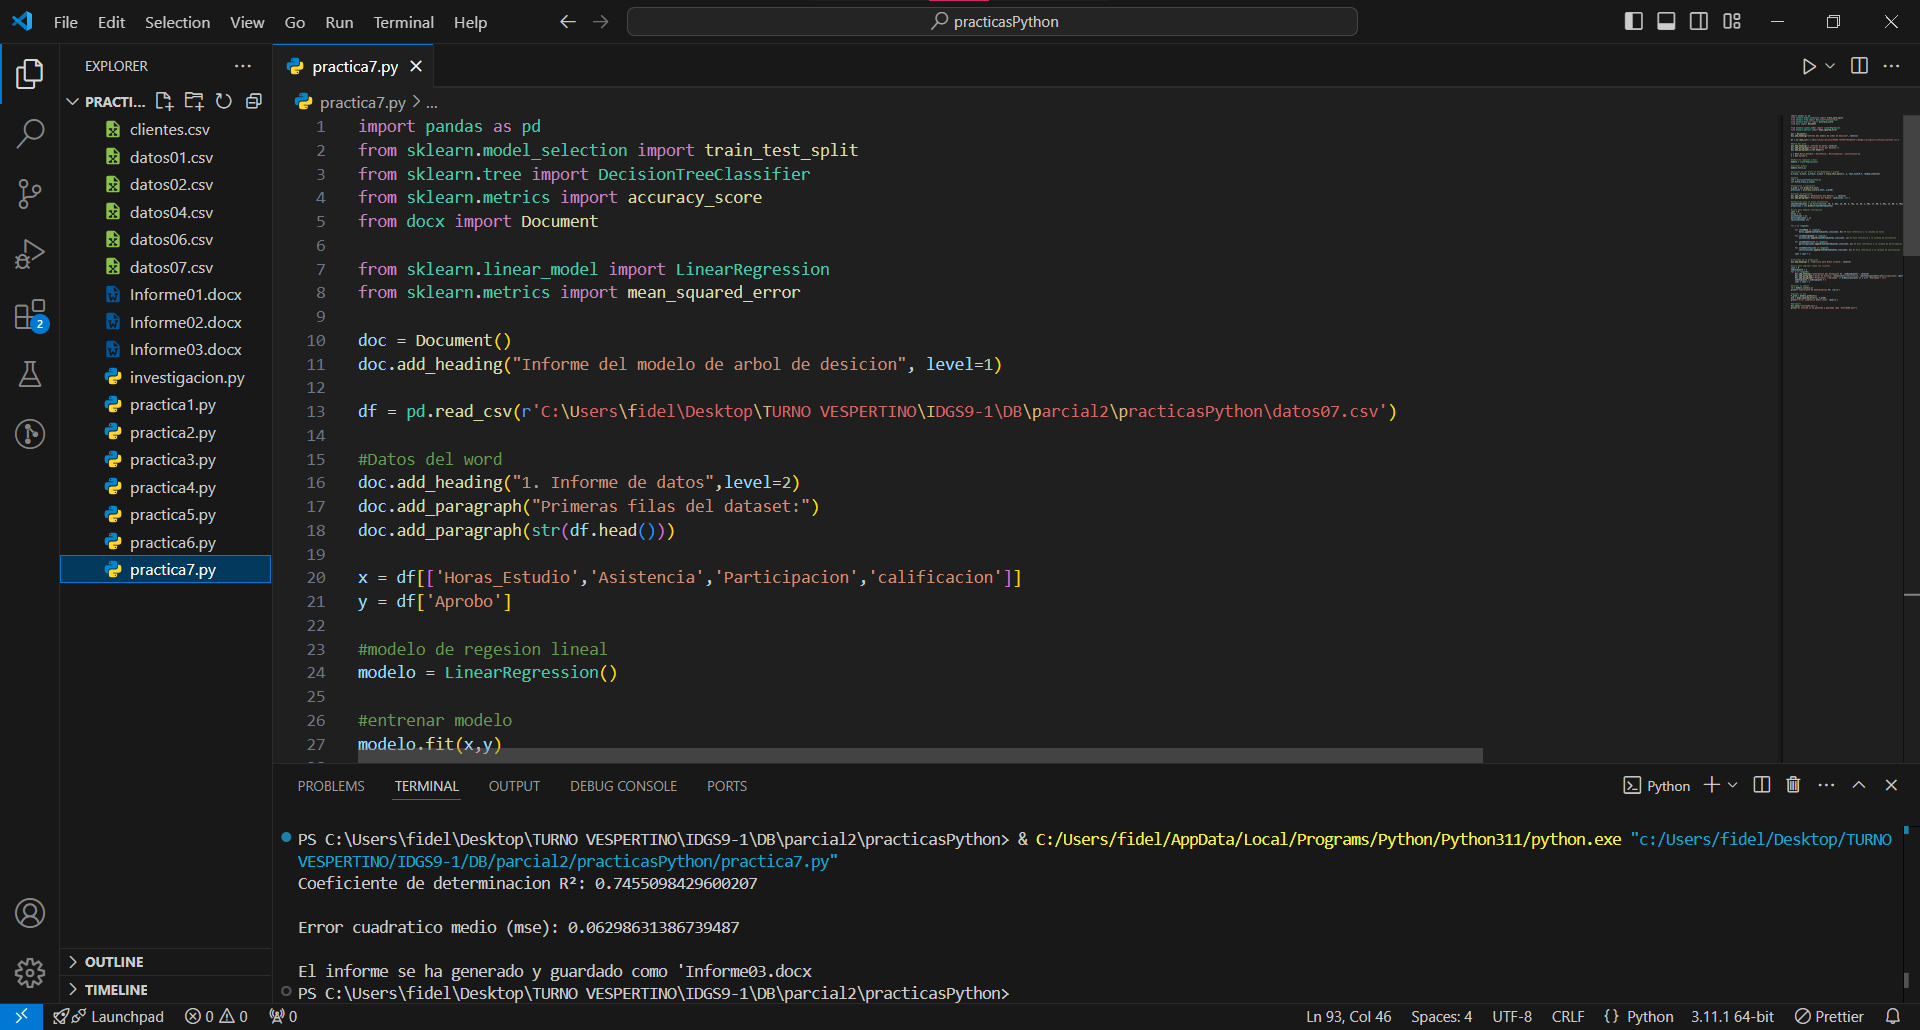 File Edit Selection View Go Run Terminal Help
practicasPython
EXPLORER
PRACTI...
clientes.csv
datos01.csv
datos02.csv
datos04.csv
datos06.csv
datos07.csv
Informe01.docx
Informe02.docx
Informe03.docx
investigacion.py
practica1.py
practica2.py
practica3.py
practica4.py
practica5.py
practica6.py
practica7.py
OUTLINE
TIMELINE
2
practica7.py
practica7.py > ...
1 import pandas as pd
2 from sklearn.model_selection import train_test_split
3 from sklearn.tree import DecisionTreeClassifier
4 from sklearn.metrics import accuracy_score
5 from docx import Document
6
7 from sklearn.linear_model import LinearRegression
8 from sklearn.metrics import mean_squared_error
9
10 doc = Document()
11 doc.add_heading("Informe del modelo de arbol de desicion", level=1)
12
13 df = pd.read_csv(r'C:\Users\fidel\Desktop\TURNO VESPERTINO\IDGS9-1\DB\parcial2\practicasPython\datos07.csv')
14
15 #Datos del word
16 doc.add_heading("1. Informe de datos",level=2)
17 doc.add_paragraph("Primeras filas del dataset:")
18 doc.add_paragraph(str(df.head()))
19
20 x = df[['Horas_Estudio','Asistencia','Participacion','calificacion']]
21 y = df['Aprobo']
22
23 #modelo de regesion lineal
24 modelo = LinearRegression()
25
26 #entrenar modelo
27 modelo.fit(x,y)
PROBLEMS TERMINAL OUTPUT DEBUG CONSOLE PORTS
Python
PS C:\Users\fidel\Desktop\TURNO VESPERTINO\IDGS9-1\DB\parcial2\practicasPython> & C:/Users/fidel/AppData/Local/Programs/Python/Python311/python.exe "c:/Users/fidel/Desktop/TURNO
VESPERTINO/IDGS9-1/DB/parcial2/practicasPython/practica7.py"
Coeficiente de determinacion R²: 0.7455098429600207
Error cuadratico medio (mse): 0.06298631386739487
El informe se ha generado y guardado como 'Informe03.docx
PS C:\Users\fidel\Desktop\TURNO VESPERTINO\IDGS9-1\DB\parcial2\practicasPython>
Launchpad 0 0 0
Ln 93, Col 46 Spaces: 4 UTF-8 CRLF {} Python 3.11.1 64-bit Prettier